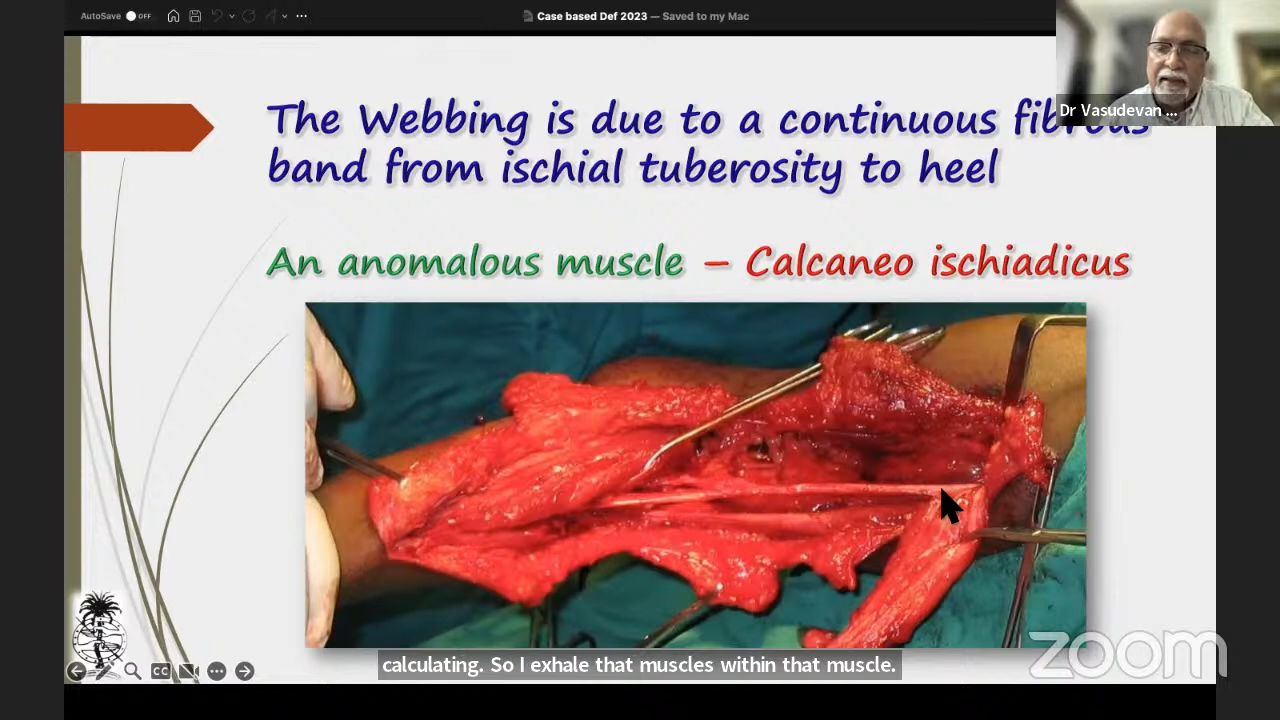 AutoSave OFF
Case based Def 2023 — Saved to my Mac
Dr Vasudevan ...
The Webbing is due to a continuous fibrous
band from ischial tuberosity to heel
An anomalous muscle – Calcaneo ischiadicus
calculating. So I exhale that muscles within that muscle.
CC
zoom